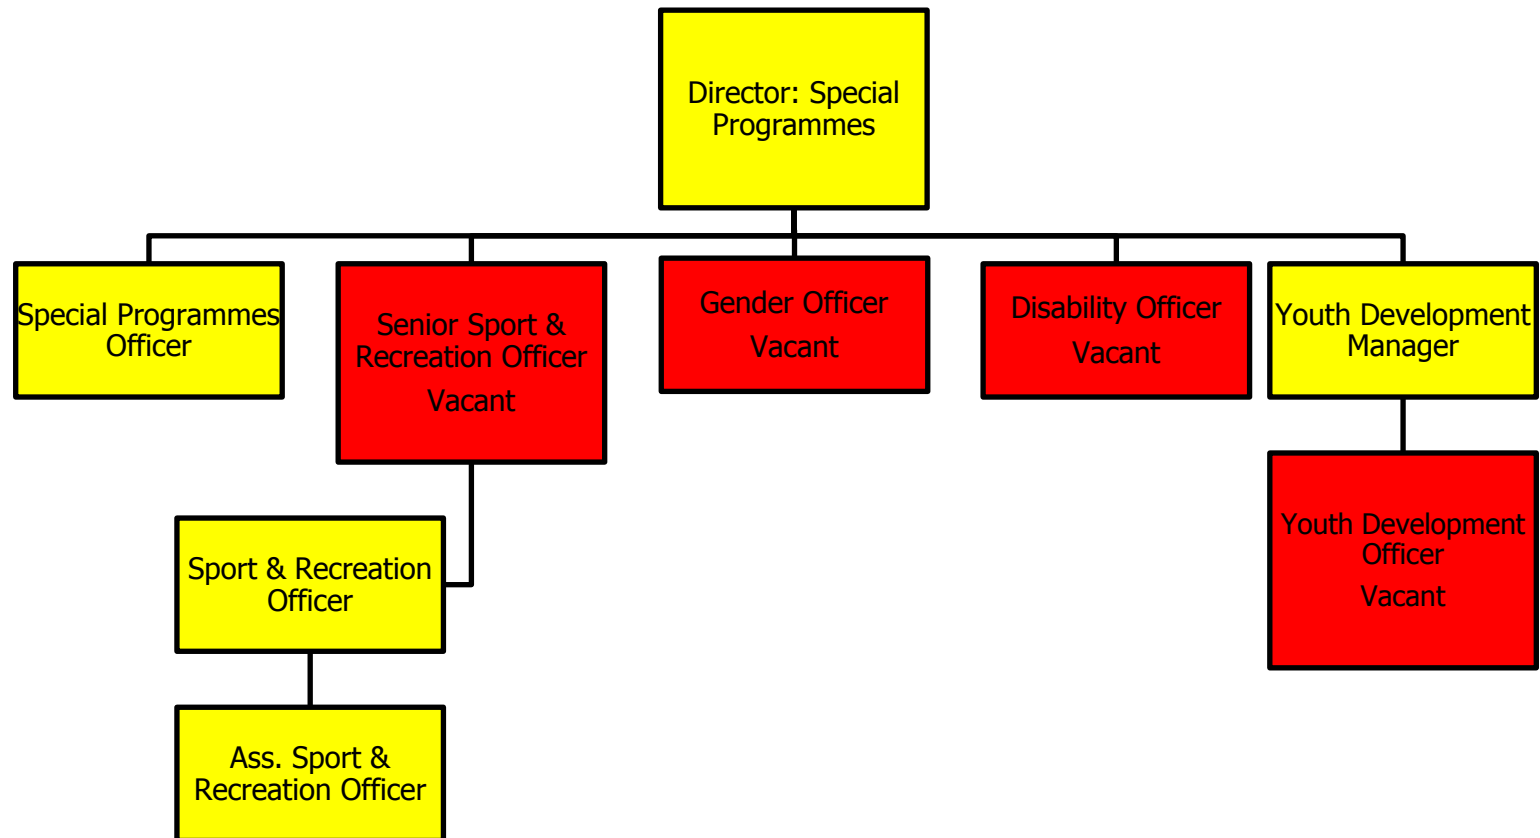 Director: Special
Programmes
Special Programmes
Officer
Senior Sport &
Recreation Officer
Vacant
Gender Officer
Vacant
Disability Officer
Vacant
Youth Development
Manager
Sport & Recreation
Officer
Youth Development
Officer
Vacant
Ass. Sport &
Recreation Officer